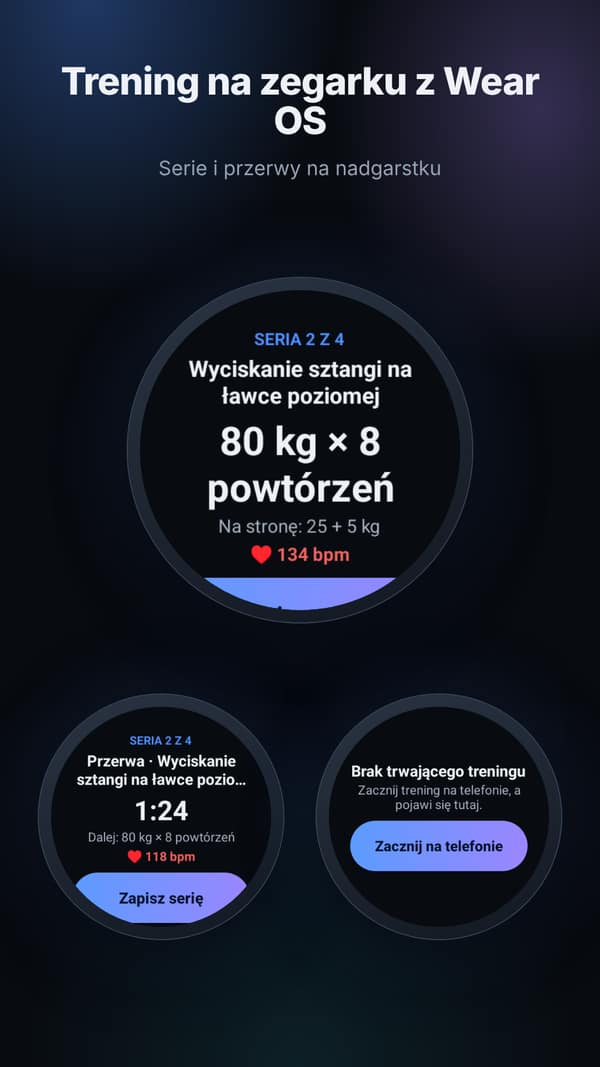 Trening na zegarku z Wear
OS
Serie i przerwy na nadgarstku
SERIA 2 Z 4
Wyciskanie sztangi na
ławce poziomej
80 kg × 8
powtórzeń
Na stronę: 25 + 5 kg
❤️ 134 bpm
SERIA 2 Z 4
Przerwa · Wyciskanie
sztangi na ławce pozio...
1:24
Dalej: 80 kg × 8 powtórzeń
❤️ 118 bpm
Zapisz serię
Brak trwającego treningu
Zacznij trening na telefonie, a
pojawi się tutaj.
Zacznij na telefonie